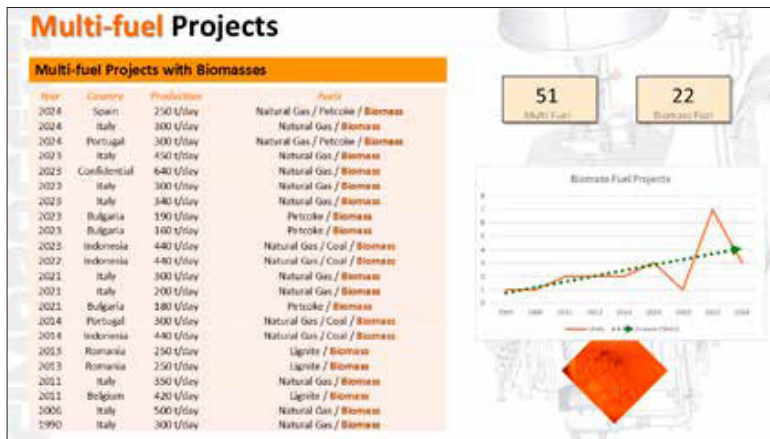 Multi-fuel Projects
Multi-fuel Projects with Biomasses
Year Country Production Fuels
2024 Spain 250 t/day Natural Gas / Petcoke / Biomass
2024 Italy 300 t/day Natural Gas / Biomass
2024 Portugal 300 t/day Natural Gas / Petcoke / Biomass
2023 Italy 450 t/day Natural Gas / Biomass
2023 Confidential 640 t/day Natural Gas / Biomass
2023 Italy 300 t/day Natural Gas / Biomass
2023 Italy 340 t/day Natural Gas / Biomass
2023 Bulgaria 190 t/day Petcoke / Biomass
2023 Bulgaria 160 t/day Petcoke / Biomass
2023 Indonesia 440 t/day Natural Gas / Coal / Biomass
2022 Indonesia 440 t/day Natural Gas / Coal / Biomass
2021 Italy 300 t/day Natural Gas / Biomass
2021 Italy 200 t/day Natural Gas / Biomass
2021 Bulgaria 180 t/day Petcoke / Biomass
2014 Portugal 300 t/day Natural Gas / Coal / Biomass
2014 Indonesia 440 t/day Natural Gas / Coal / Biomass
2013 Romania 250 t/day Lignite / Biomass
2013 Romania 250 t/day Lignite / Biomass
2011 Italy 350 t/day Natural Gas / Biomass
2011 Belgium 420 t/day Lignite / Biomass
2006 Italy 500 t/day Natural Gas / Biomass
1990 Italy 300 t/day Natural Gas / Biomass
51
Multi Fuel
22
Biomass Fuel
Biomass Fuel Projects
8
7
6
5
4
3
2
1
0